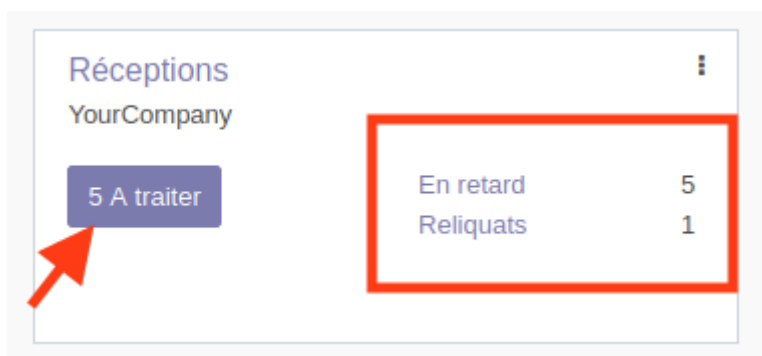 Réceptions
YourCompany
5 A traiter
En retard 5
Reliquats 1